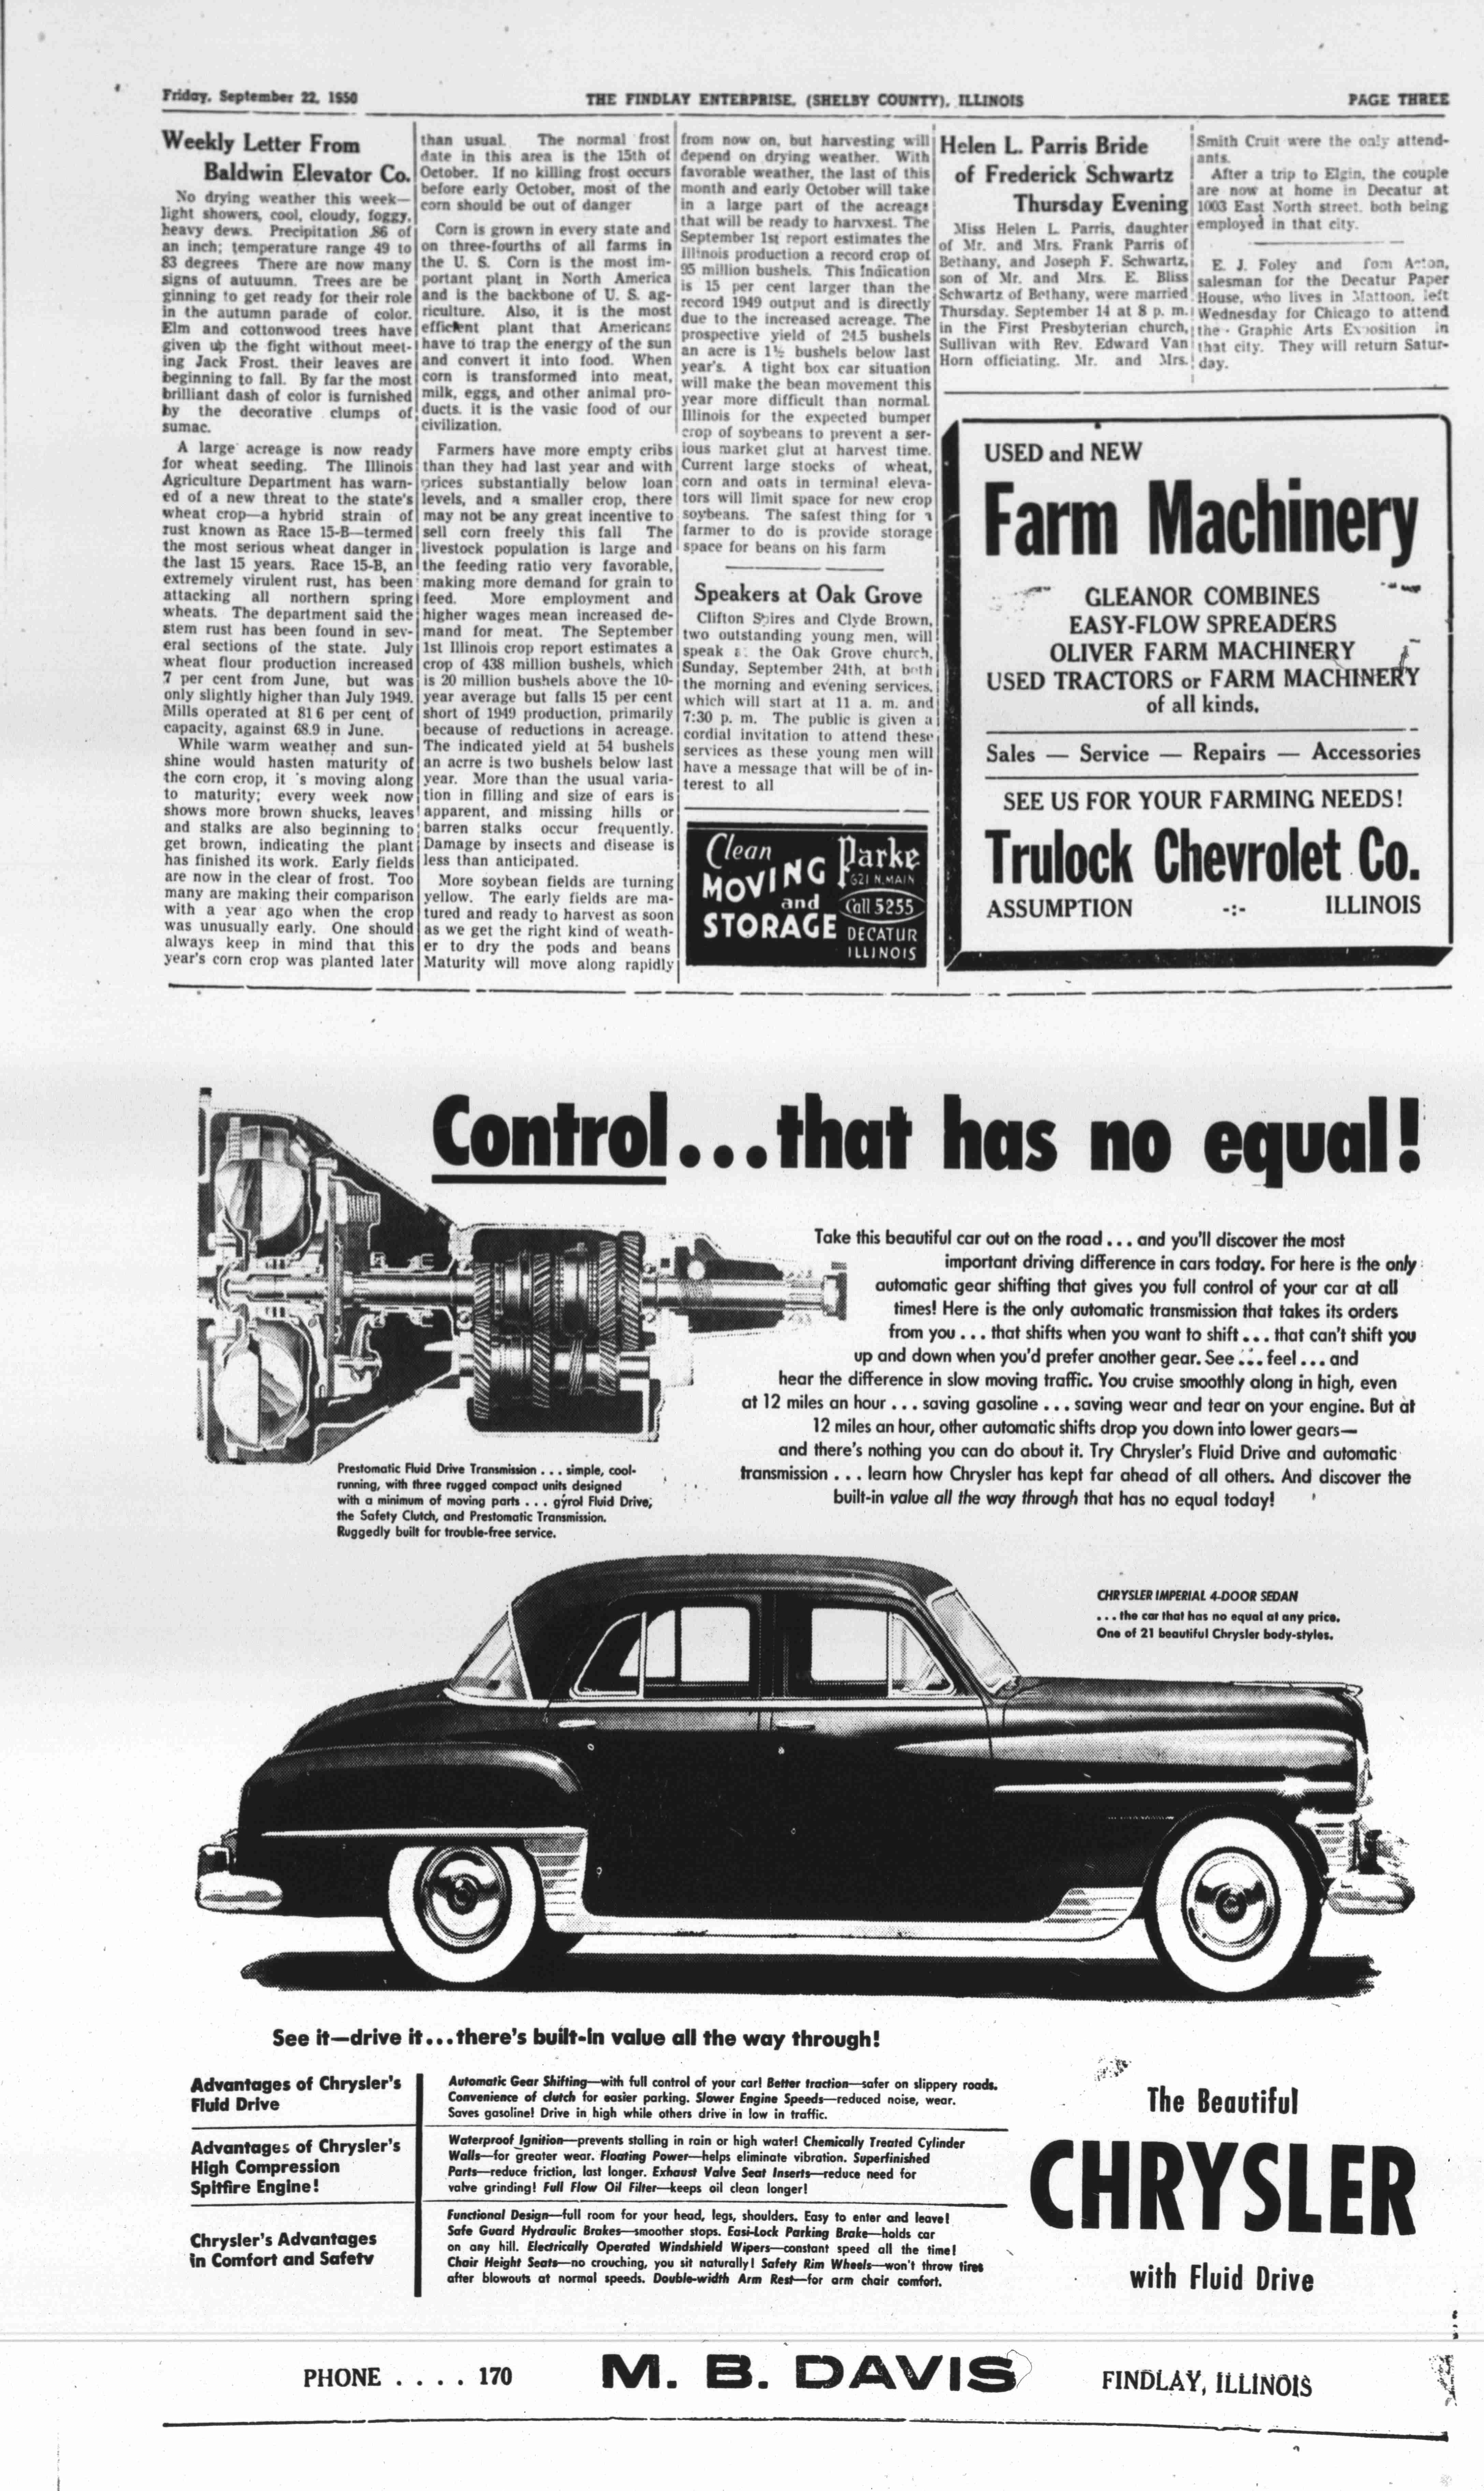 Friday, September 22, 1950
THE FINDLAY ENTERPRISE, (SHELBY COUNTY), ILLINOIS
PAGE THREE
Weekly Letter From
Baldwin Elevator Co.
No drying weather this week—
light showers, cool, cloudy, foggy,
heavy dews. Precipitation .86 of
an inch; temperature range 49 to
83 degrees There are now many
signs of autuumn. Trees are be
ginning to get ready for their role
in the autumn parade of color.
Elm and cottonwood trees have
given up the fight without meet-
ing Jack Frost. their leaves are
beginning to fall. By far the most
brilliant dash of color is furnished
by the decorative clumps of
sumac.
A large acreage is now ready
for wheat seeding. The Illinois
Agriculture Department has warn-
ed of a new threat to the state's
wheat crop—a hybrid strain of
rust known as Race 15-B—termed
the most serious wheat danger in
the last 15 years. Race 15-B, an
extremely virulent rust, has been
attacking all northern spring
wheats. The department said the
stem rust has been found in sev-
eral sections of the state. July
wheat flour production increased
7 per cent from June, but was
only slightly higher than July 1949.
Mills operated at 81 6 per cent of
capacity, against 68.9 in June.
While warm weather and sun-
shine would hasten maturity of
the corn crop, it 's moving along
to maturity; every week now
shows more brown shucks, leaves
and stalks are also beginning to
get brown, indicating the plant
has finished its work. Early fields
are now in the clear of frost. Too
many are making their comparison
with a year ago when the crop
was unusually early. One should
always keep in mind that this
year's corn crop was planted later
than usual. The normal frost
date in this area is the 15th of
October. If no killing frost occurs
before early October, most of the
corn should be out of danger
Corn is grown in every state and
on three-fourths of all farms in
the U. S. Corn is the most im-
portant plant in North America
and is the backbone of U. S. ag-
riculture. Also, it is the most
efficient plant that Americans
have to trap the energy of the sun
and convert it into food. When
corn is transformed into meat,
milk, eggs, and other animal pro-
ducts. it is the vasic food of our
civilization.
Farmers have more empty cribs
than they had last year and with
prices substantially below loan
levels, and a smaller crop, there
may not be any great incentive to
sell corn freely this fall The
livestock population is large and
the feeding ratio very favorable,
making more demand for grain to
feed. More employment and
higher wages mean increased de-
mand for meat. The September
1st Illinois crop report estimates a
crop of 438 million bushels, which
is 20 million bushels above the 10-
year average but falls 15 per cent
short of 1949 production, primarily
because of reductions in acreage.
The indicated yield at 54 bushels
an acrre is two bushels below last
year. More than the usual varia-
tion in filling and size of ears is
apparent, and missing hills or
barren stalks occur frequently.
Damage by insects and disease is
less than anticipated.
More soybean fields are turning
yellow. The early fields are ma-
tured and ready to harvest as soon
as we get the right kind of weath-
er to dry the pods and beans
Maturity will move along rapidly
from now on, but harvesting will
depend on drying weather. With
favorable weather, the last of this
month and early October will take
in a large part of the acreage
that will be ready to harvxest. The
September 1st report estimates the
Illinois production a record crop of
95 million bushels. This Indication
is 15 per cent larger than the
record 1949 output and is directly
due to the increased acreage. The
prospective yield of 24.5 bushels
an acre is 1½ bushels below last
year's. A tight box car situation
will make the bean movement this
year more difficult than normal.
Illinois for the expected bumper
crop of soybeans to prevent a ser-
ious market glut at harvest time.
Current large stocks of wheat,
corn and oats in terminal eleva-
tors will limit space for new crop
soybeans. The safest thing for a
farmer to do is provide storage
space for beans on his farm
Speakers at Oak Grove
Clifton Spires and Clyde Brown,
two outstanding young men, will
speak at the Oak Grove church,
Sunday, September 24th, at both
the morning and evening services,
which will start at 11 a. m. and
7:30 p. m. The public is given a
cordial invitation to attend these
services as these young men will
have a message that will be of in-
terest to all
Clean
MOVING
and
STORAGE
Parke
621 N. MAIN
Call 5255
DECATUR
ILLINOIS
Helen L. Parris Bride
of Frederick Schwartz
Thursday Evening
Miss Helen L. Parris, daughter
of Mr. and Mrs. Frank Parris of
Bethany, and Joseph F. Schwartz,
son of Mr. and Mrs. E. Bliss
Schwartz of Bethany, were married
Thursday. September 14 at 8 p. m.
in the First Presbyterian church,
Sullivan with Rev. Edward Van
Horn officiating. Mr. and Mrs.
Smith Cruit were the only attend-
ants.
After a trip to Elgin, the couple
are now at home in Decatur at
1003 East North street. both being
employed in that city.
E. J. Foley and Tom Acton,
salesman for the Decatur Paper
House, who lives in Mattoon. left
Wednesday for Chicago to attend
the Graphic Arts Exposition in
that city. They will return Satur-
day.
USED and NEW
Farm Machinery
GLEANOR COMBINES
EASY-FLOW SPREADERS
OLIVER FARM MACHINERY
USED TRACTORS or FARM MACHINERY
of all kinds.
Sales — Service — Repairs — Accessories
SEE US FOR YOUR FARMING NEEDS!
Trulock Chevrolet Co.
ASSUMPTION -:- ILLINOIS
Control...that has no equal!
Take this beautiful car out on the road . . . and you'll discover the most
important driving difference in cars today. For here is the only
automatic gear shifting that gives you full control of your car at all
times! Here is the only automatic transmission that takes its orders
from you . . . that shifts when you want to shift . . . that can't shift you
up and down when you'd prefer another gear. See . . . feel . . . and
hear the difference in slow moving traffic. You cruise smoothly along in high, even
at 12 miles an hour . . . saving gasoline . . . saving wear and tear on your engine. But at
12 miles an hour, other automatic shifts drop you down into lower gears—
and there's nothing you can do about it. Try Chrysler's Fluid Drive and automatic
transmission . . . learn how Chrysler has kept far ahead of all others. And discover the
built-in value all the way through that has no equal today!
Prestomatic Fluid Drive Transmission . . . simple, cool-
running, with three rugged compact units designed
with a minimum of moving parts . . . gýrol Fluid Drive,
the Safety Clutch, and Prestomatic Transmission.
Ruggedly built for trouble-free service.
CHRYSLER IMPERIAL 4-DOOR SEDAN
. . . the car that has no equal at any price.
One of 21 beautiful Chrysler body-styles.
See it—drive it...there's built-in value all the way through!
Advantages of Chrysler's
Fluid Drive
Automatic Gear Shifting—with full control of your car! Better traction—safer on slippery roads.
Convenience of clutch for easier parking. Slower Engine Speeds—reduced noise, wear.
Saves gasoline! Drive in high while others drive in low in traffic.
Advantages of Chrysler's
High Compression
Spitfire Engine!
Waterproof Ignition—prevents stalling in rain or high water! Chemically Treated Cylinder
Walls—for greater wear. Floating Power—helps eliminate vibration. Superfinished
Parts—reduce friction, last longer. Exhaust Valve Seat Inserts—reduce need for
valve grinding! Full Flow Oil Filter—keeps oil clean longer!
Chrysler's Advantages
in Comfort and Safety
Functional Design—full room for your head, legs, shoulders. Easy to enter and leave!
Safe Guard Hydraulic Brakes—smoother stops. Easi-Lock Parking Brake—holds car
on any hill. Electrically Operated Windshield Wipers—constant speed all the time!
Chair Height Seats—no crouching, you sit naturally! Safety Rim Wheels—won't throw tires
after blowouts at normal speeds. Double-width Arm Rest—for arm chair comfort.
The Beautiful
CHRYSLER
with Fluid Drive
PHONE . . . . 170
M. B. DAVIS
FINDLAY, ILLINOIS